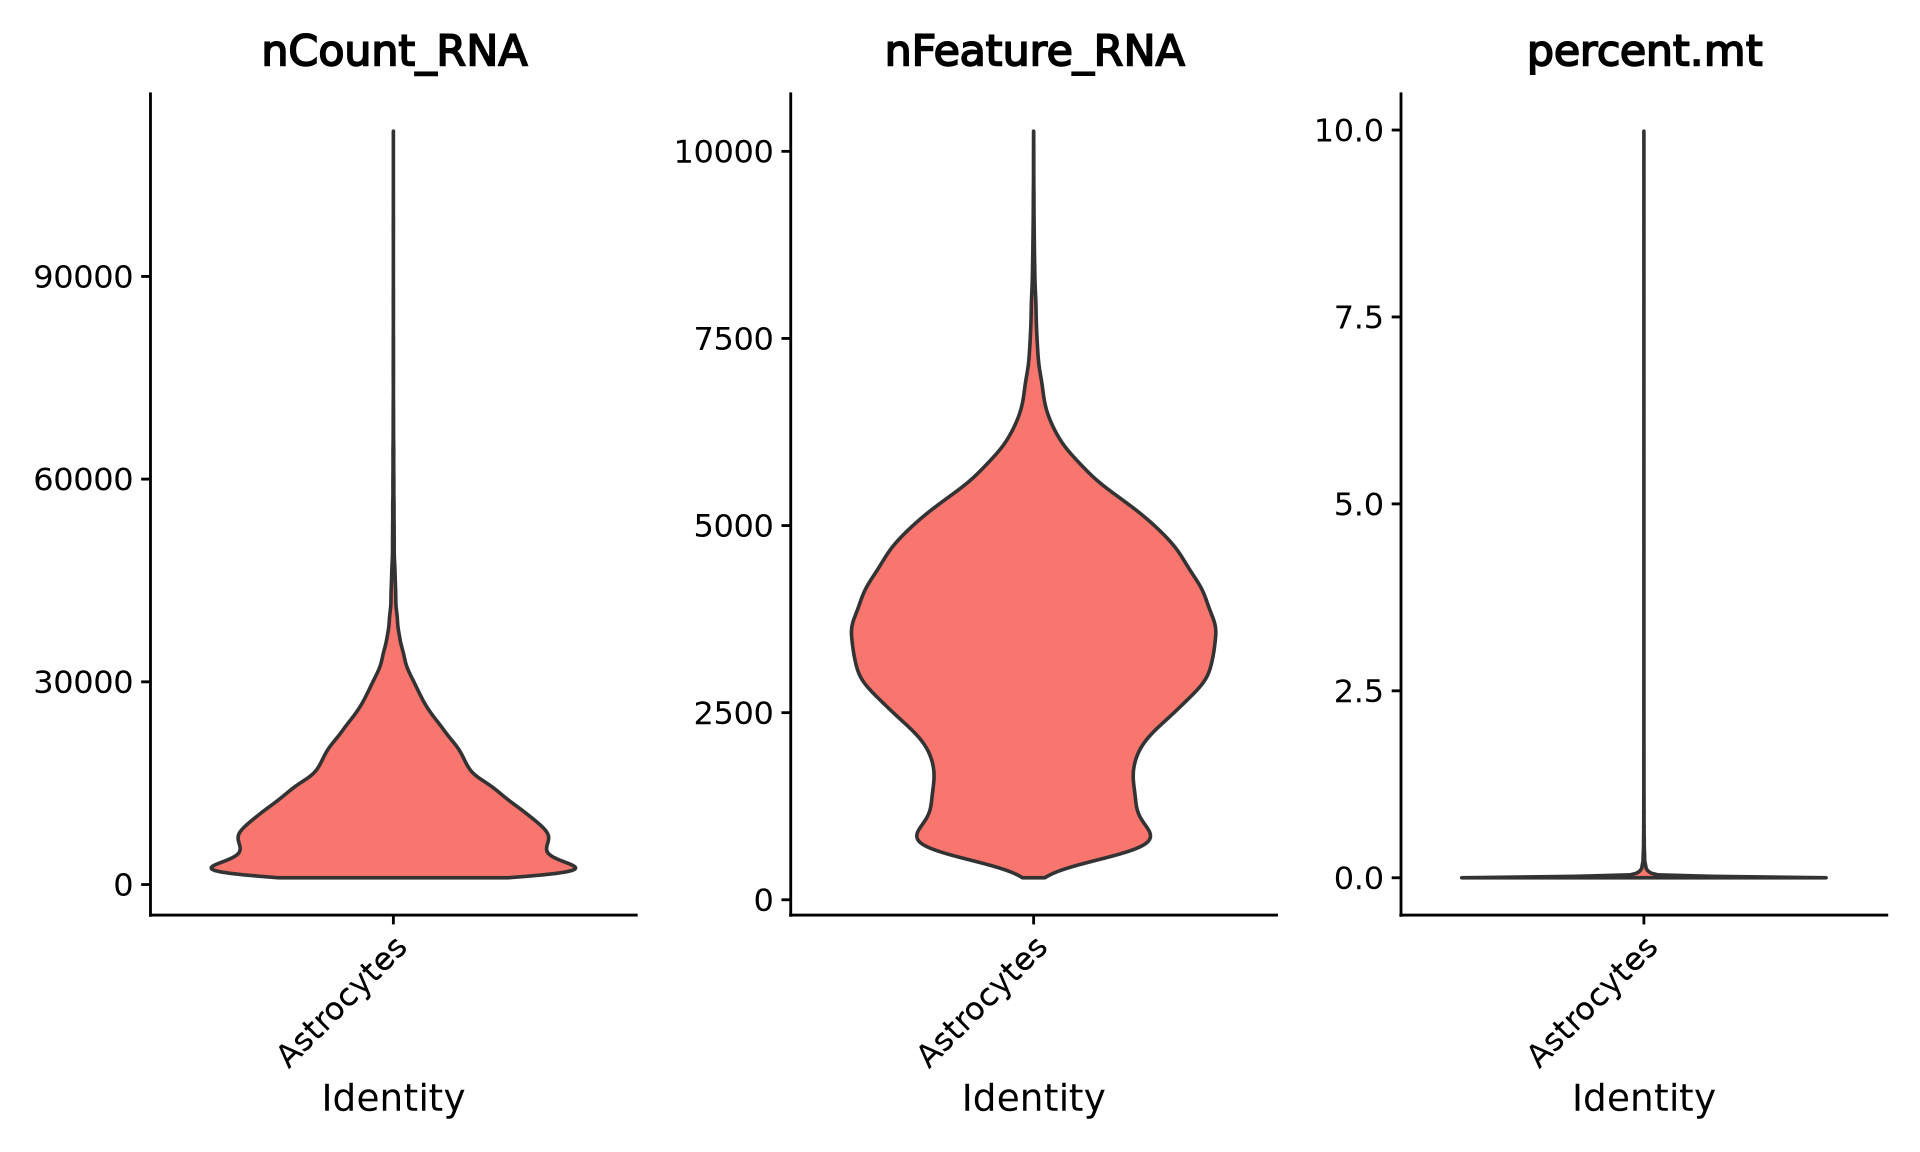 nCount_RNA
90000
60000
30000
0
Astrocytes
Identity
nFeature_RNA
10000
7500
5000
2500
0
Astrocytes
Identity
percent.mt
10.0
7.5
5.0
2.5
0.0
Astrocytes
Identity